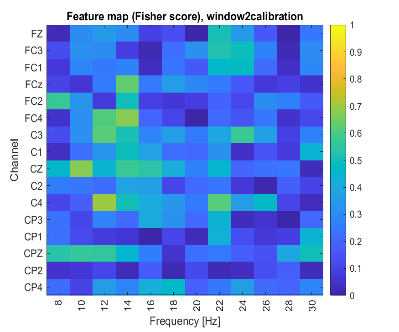 Feature map (Fisher score), window2calibration
Channel
FZ
FC3
FC1
FCz
FC2
FC4
C3
C1
CZ
C2
C4
CP3
CP1
CPZ
CP2
CP4
8 10 12 14 16 18 20 22 24 26 28 30
Frequency [Hz]
1
0.9
0.8
0.7
0.6
0.5
0.4
0.3
0.2
0.1
0